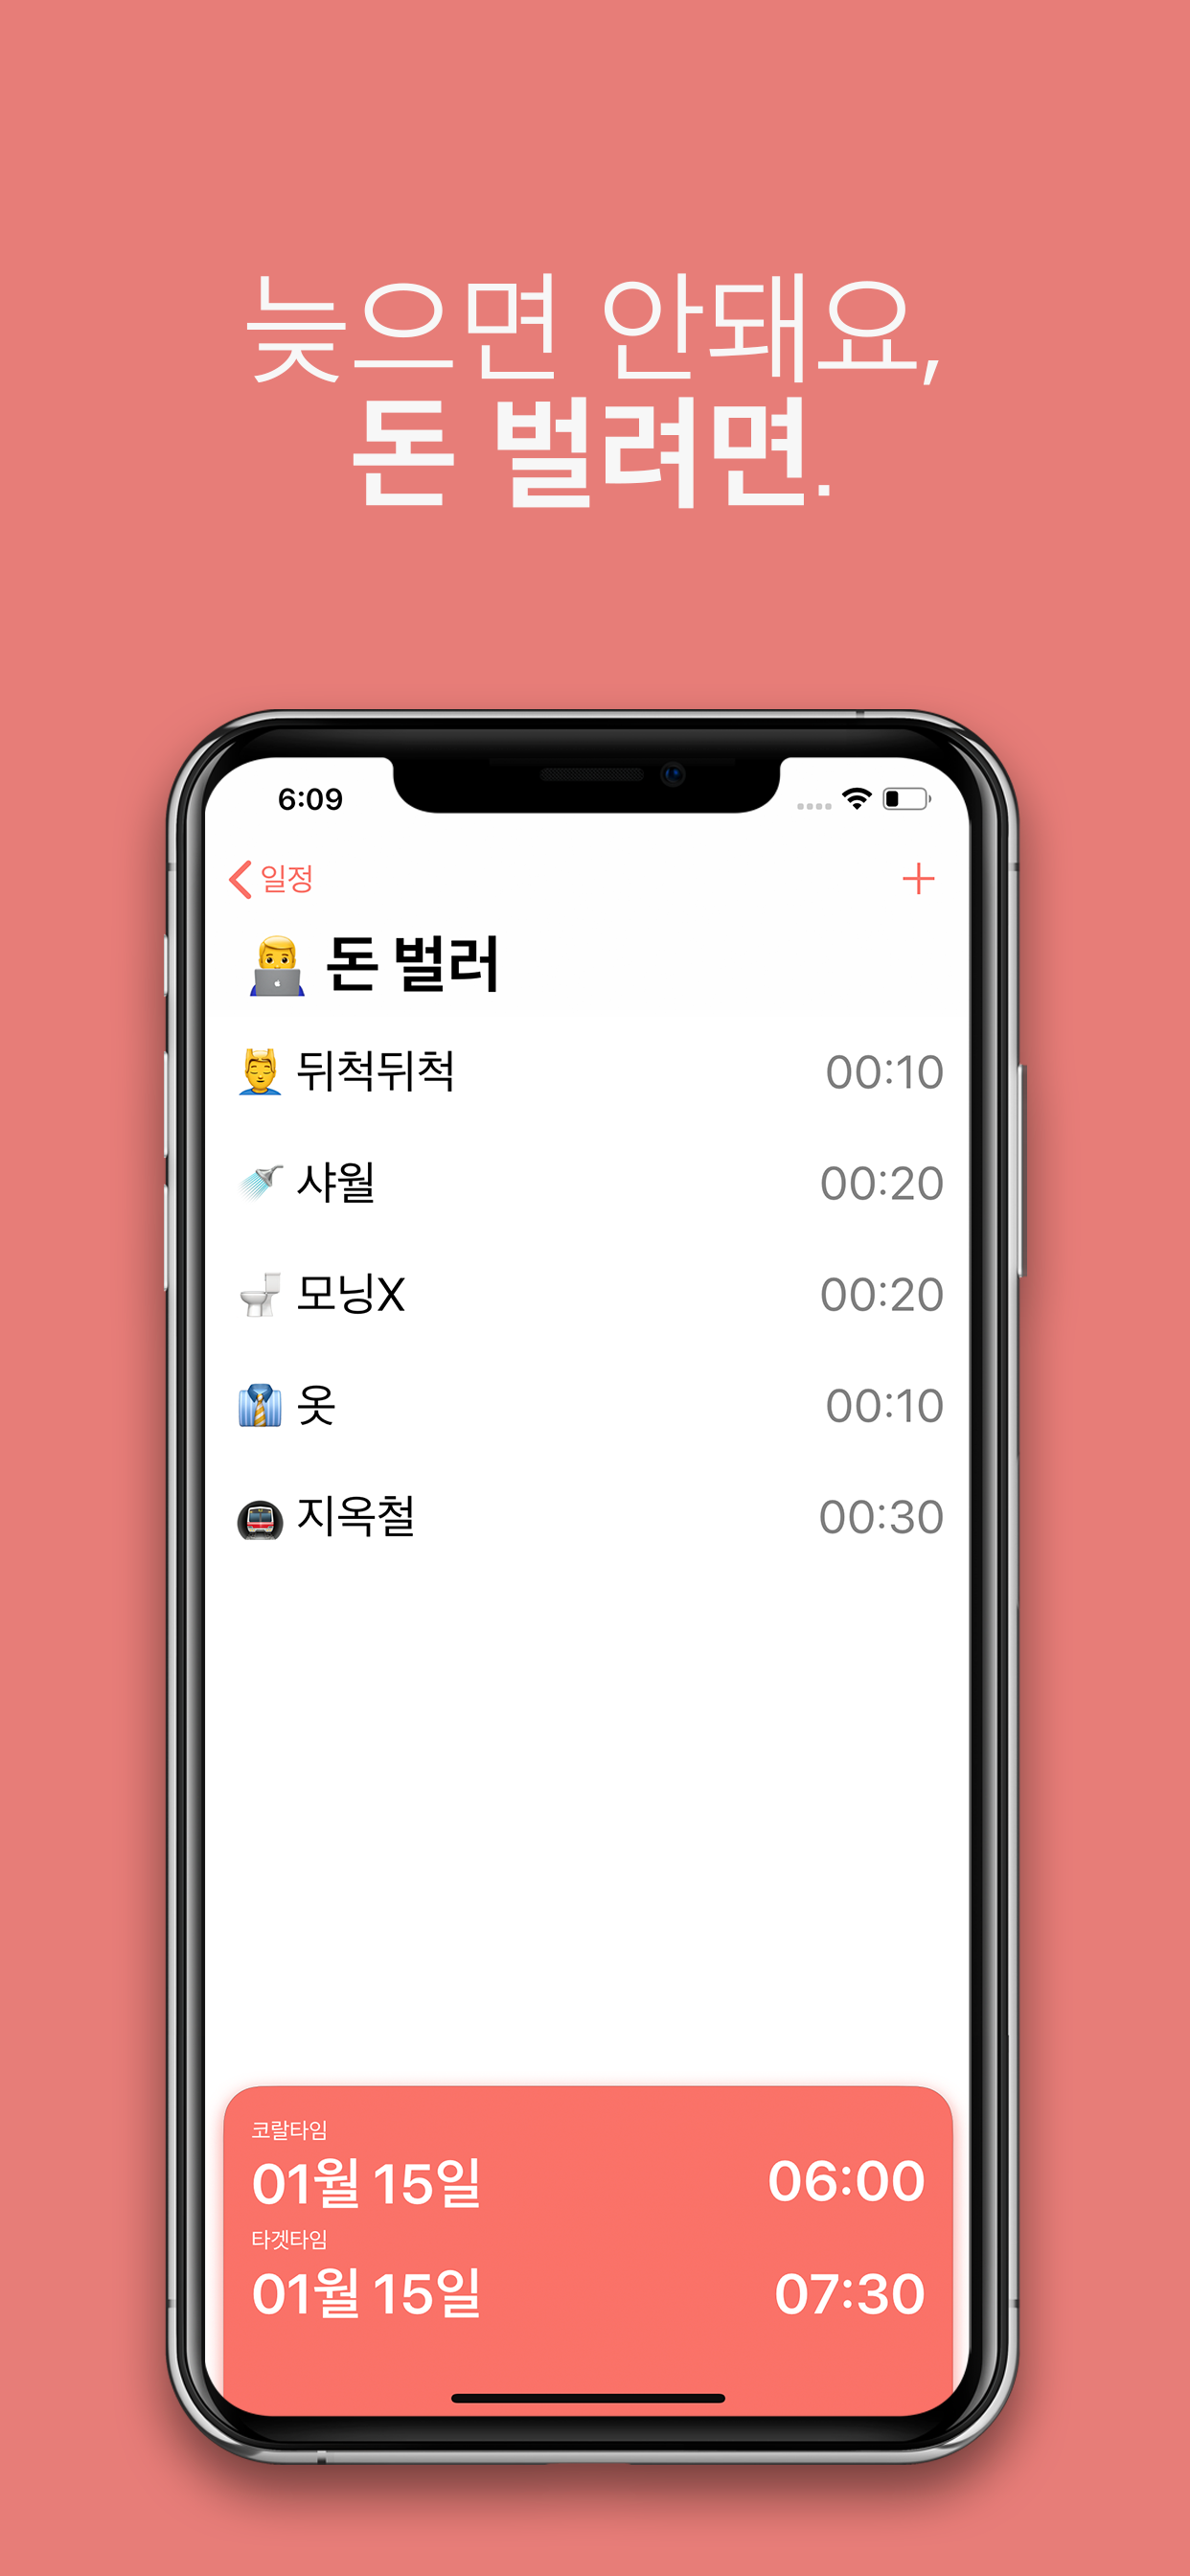 늦으면 안돼요,
돈 벌려면.
6:09
일정
돈 벌러
뒤척뒤척 00:10
샤월 00:20
모닝X 00:20
옷 00:10
지옥철 00:30
코랄타임
01월 15일 06:00
타겟타임
01월 15일 07:30